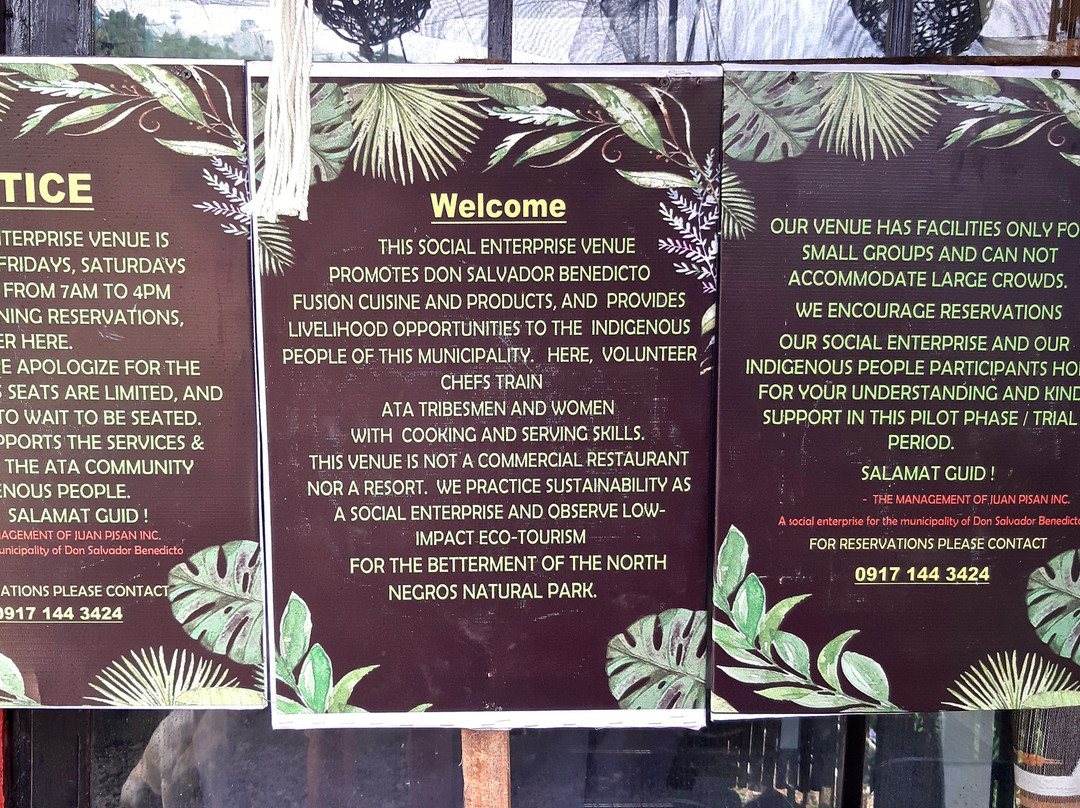 TICE
TERPRISE VENUE IS
FRIDAYS, SATURDAYS
FROM 7AM TO 4PM
NING RESERVATIONS,
ER HERE.
E APOLOGIZE FOR THE
S SEATS ARE LIMITED, AND
TO WAIT TO BE SEATED.
PPORTS THE SERVICES &
THE ATA COMMUNITY
ENOUS PEOPLE.
SALAMAT GUID !
AGEMENT OF JUAN PISAN INC.
unicipality of Don Salvador Benedicto
ATIONS PLEASE CONTACT
0917 144 3424
Welcome
THIS SOCIAL ENTERPRISE VENUE
PROMOTES DON SALVADOR BENEDICTO
FUSION CUISINE AND PRODUCTS, AND PROVIDES
LIVELIHOOD OPPORTUNITIES TO THE INDIGENOUS
PEOPLE OF THIS MUNICIPALITY. HERE, VOLUNTEER
CHEFS TRAIN
ATA TRIBESMEN AND WOMEN
WITH COOKING AND SERVING SKILLS.
THIS VENUE IS NOT A COMMERCIAL RESTAURANT
NOR A RESORT. WE PRACTICE SUSTAINABILITY AS
A SOCIAL ENTERPRISE AND OBSERVE LOW-
IMPACT ECO-TOURISM
FOR THE BETTERMENT OF THE NORTH
NEGROS NATURAL PARK.
OUR VENUE HAS FACILITIES ONLY FO
SMALL GROUPS AND CAN NOT
ACCOMMODATE LARGE CROWDS.
WE ENCOURAGE RESERVATIONS
OUR SOCIAL ENTERPRISE AND OUR
INDIGENOUS PEOPLE PARTICIPANTS HO
FOR YOUR UNDERSTANDING AND KIND
SUPPORT IN THIS PILOT PHASE / TRIAL
PERIOD.
SALAMAT GUID !
- THE MANAGEMENT OF JUAN PISAN INC.
A social enterprise for the municipality of Don Salvador Benedicto
FOR RESERVATIONS PLEASE CONTACT
0917 144 3424